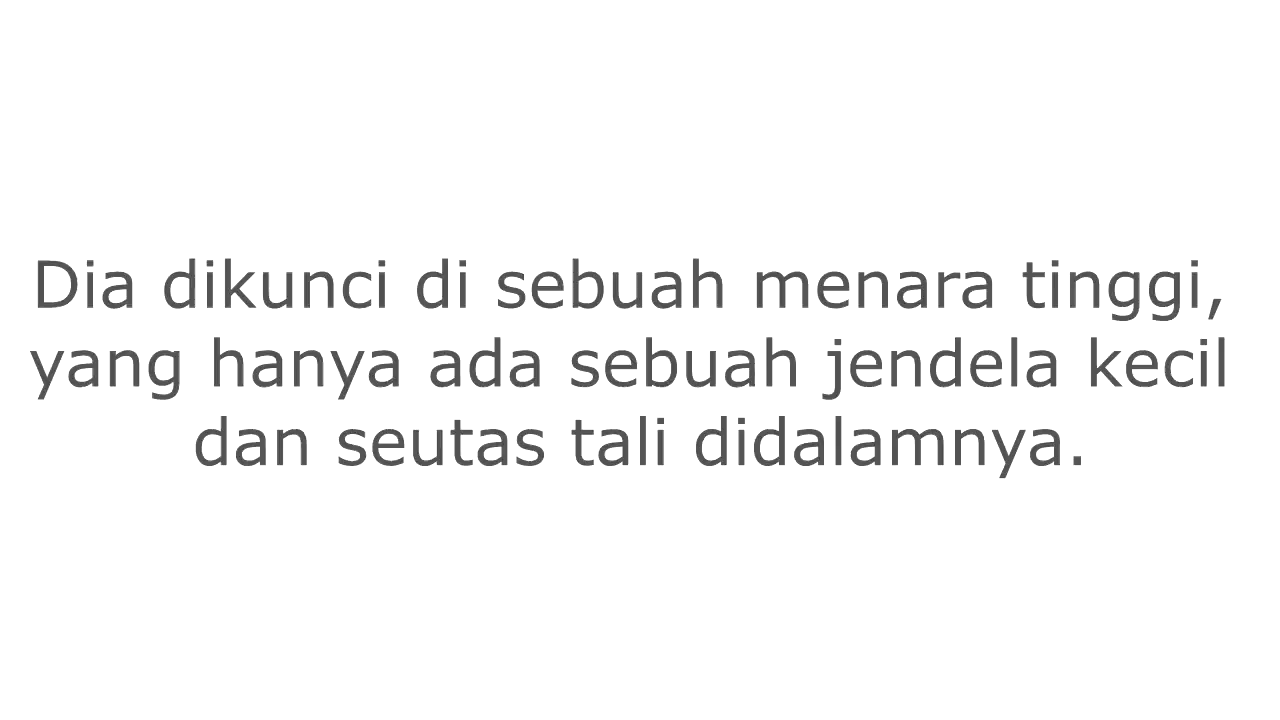 Dia dikunci di sebuah menara tinggi,
yang hanya ada sebuah jendela kecil
dan seutas tali didalamnya.